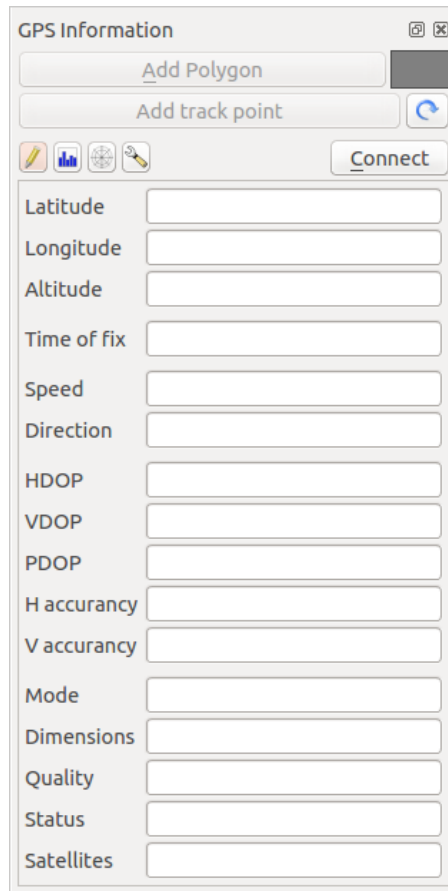 GPS Information
Add Polygon
Add track point
Connect
Latitude
Longitude
Altitude
Time of fix
Speed
Direction
HDOP
VDOP
PDOP
H accurancy
V accurancy
Mode
Dimensions
Quality
Status
Satellites